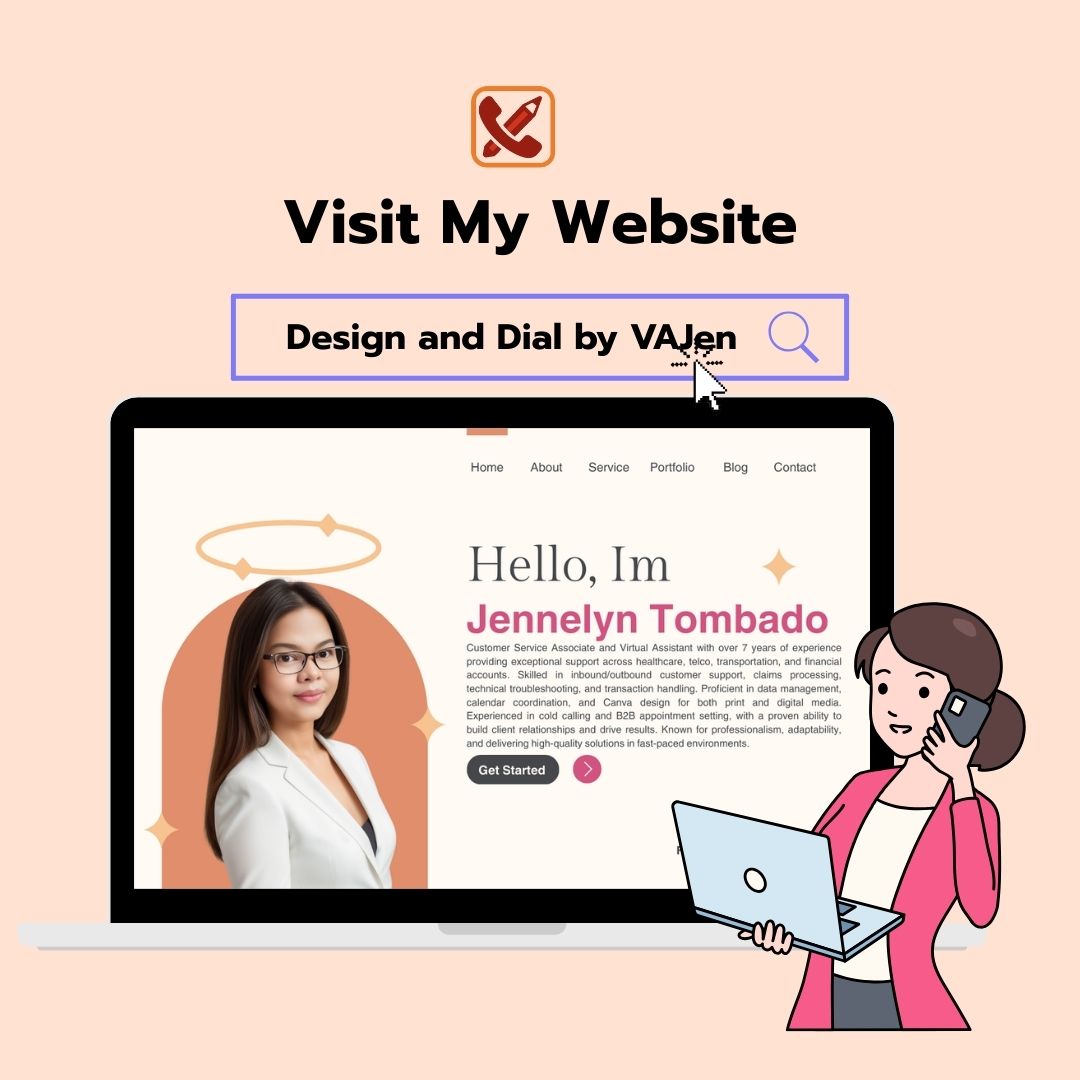 Visit My Website
Design and Dial by VAJen
Home About Service Portfolio Blog Contact
Hello, Im
Jennelyn Tombado
Customer Service Associate and Virtual Assistant with over 7 years of experience
providing exceptional support across healthcare, telco, transportation, and financial
accounts. Skilled in inbound/outbound customer support, claims processing,
technical troubleshooting, and transaction handling. Proficient in data management,
calendar coordination, and Canva design for both print and digital media.
Experienced in cold calling and B2B appointment setting, with a proven ability to
build client relationships and drive results. Known for professionalism, adaptability,
and delivering high-quality solutions in fast-paced environments.
Get Started